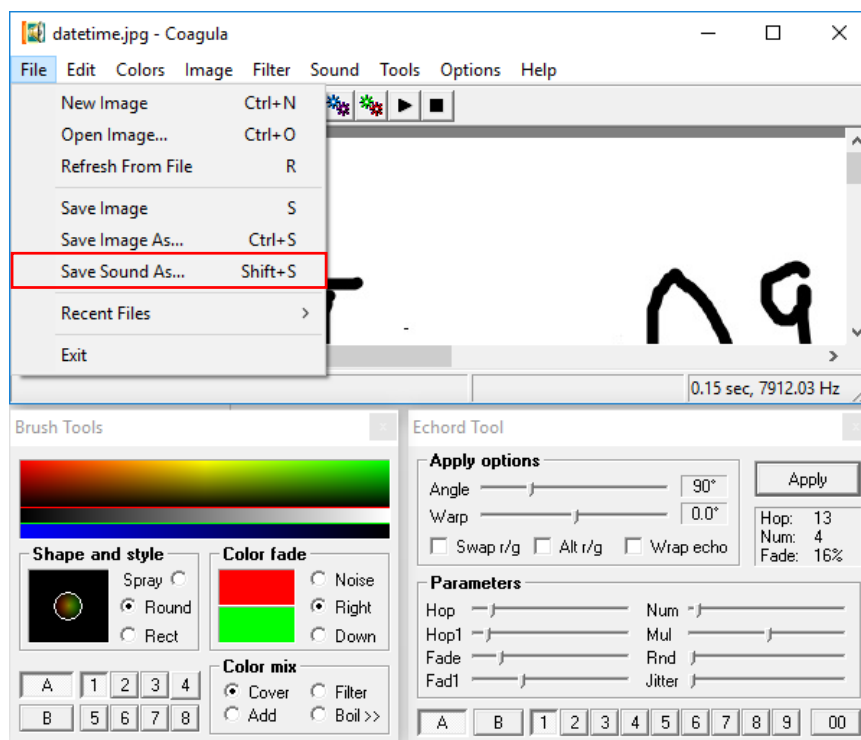 datetime.jpg - Coagula
File Edit Colors Image Filter Sound Tools Options Help
New Image Ctrl+N
Open Image... Ctrl+O
Refresh From File R
Save Image S
Save Image As... Ctrl+S
Save Sound As... Shift+S
Recent Files >
Exit
0.15 sec, 7912.03 Hz
Brush Tools
Shape and style
Spray
Round
Rect
Color fade
Noise
Right
Down
A 1 2 3 4
B 5 6 7 8
Color mix
Cover Filter
Add Boil >>
Echord Tool
Apply options
Angle 90°
Warp 0.0°
Swap r/g Alt r/g Wrap echo
Apply
Hop: 13
Num: 4
Fade: 16%
Parameters
Hop Num
Hop1 Mul
Fade Rnd
Fad1 Jitter
A B 1 2 3 4 5 6 7 8 9 00